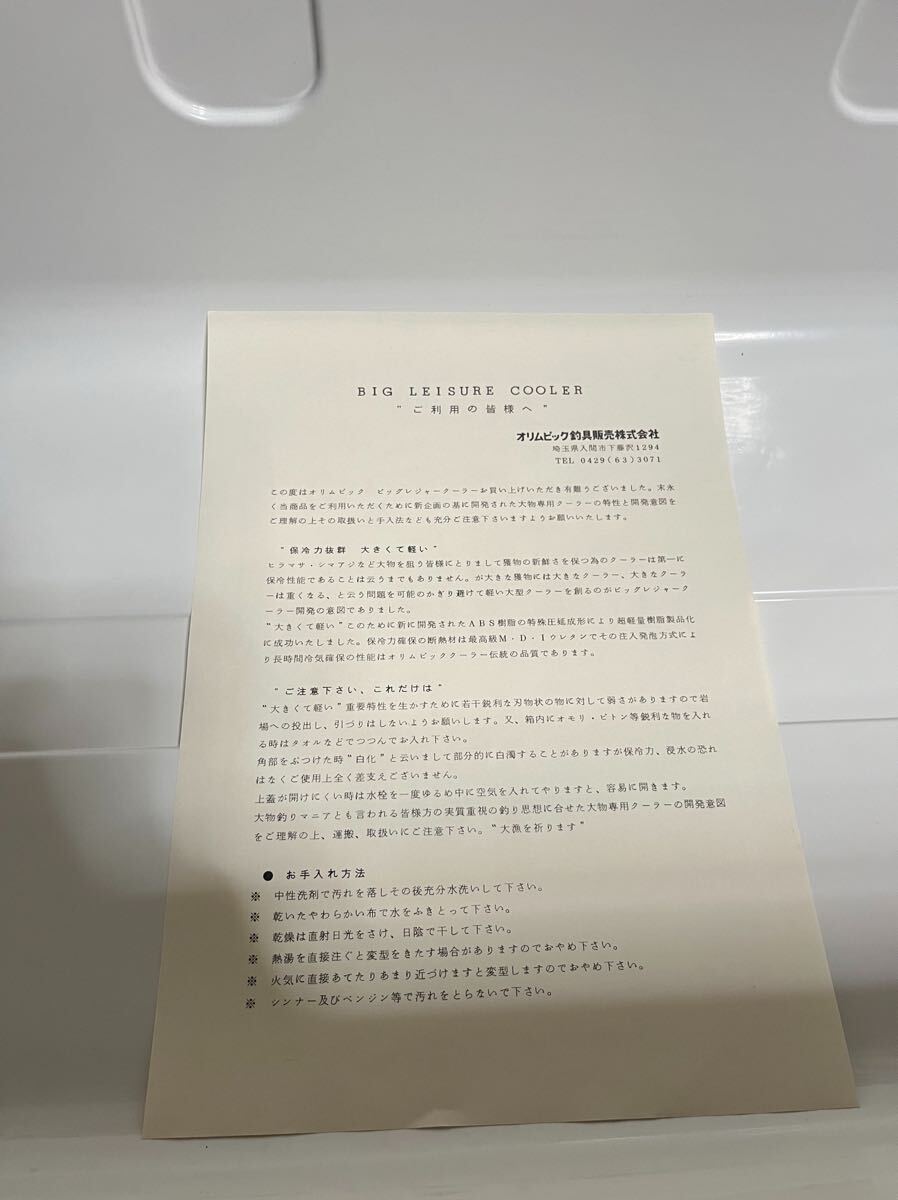 BIG LEISURE COOLER
"ご利用の皆様へ"
オリムピック釣具販売株式会社
埼玉県入間市下藤沢1294
TEL 0429(63)3071
この度はオリムピック ビッグレジャークーラーお買い上げいただき有難うございました。末永
く当商品をご利用いただくために新企画の基に開発された大物専用クーラーの特性と開発意図を
ご理解の上その取扱いと手入法なども充分ご注意下さいますようお願いいたします。
"保冷力抜群 大きくて軽い"
ヒラマサ・シマアジなど大物を狙う皆様にとりまして獲物の新鮮さを保つ為のクーラーは第一に
保冷性能であることは云うまでもありません。が大きな獲物には大きなクーラー、大きなクーラ
ーは重くなる、と云う問題を可能のかぎり避けて軽い大型クーラーを創るのがビッグレジャーク
ーラー開発の意図でありました。
"大きくて軽い"このために新に開発されたABS樹脂の特殊圧延成形により超軽量樹脂製品化
に成功いたしました。保冷力確保の断熱材は最高級M・D・Iウレタンでその注入発泡方式によ
り長時間冷気確保の性能はオリムピッククーラー伝統の品質であります。
"ご注意下さい、これだけは"
"大きくて軽い"重要特性を生かすために若干鋭利な刃物状の物に対して弱さがありますので岩
場への投出し、引づりはしないようお願いします。又、箱内にオモリ・ピトン等鋭利な物を入れ
る時はタオルなどでつつんでお入れ下さい。
角部をぶつけた時"白化"と云いまして部分的に白濁することがありますが保冷力、浸水の恐れ
はなくご使用上全く差支えございません。
上蓋が開けにくい時は水栓を一度ゆるめ中に空気を入れてやりますと、容易に開きます。
大物釣りマニアとも言われる皆様方の実質重視の釣り思想に合せた大物専用クーラーの開発意図
をご理解の上、運搬、取扱いにご注意下さい。"大漁を祈ります"
● お手入れ方法
※ 中性洗剤で汚れを落しその後充分水洗いして下さい。
※ 乾いたやわらかい布で水をふきとって下さい。
※ 乾燥は直射日光をさけ、日陰で干して下さい。
※ 熱湯を直接注ぐと変型をきたす場合がありますのでおやめ下さい。
※ 火気に直接あてたりあまり近づけますと変型しますのでおやめ下さい。
※ シンナー及びベンジン等で汚れをとらないで下さい。